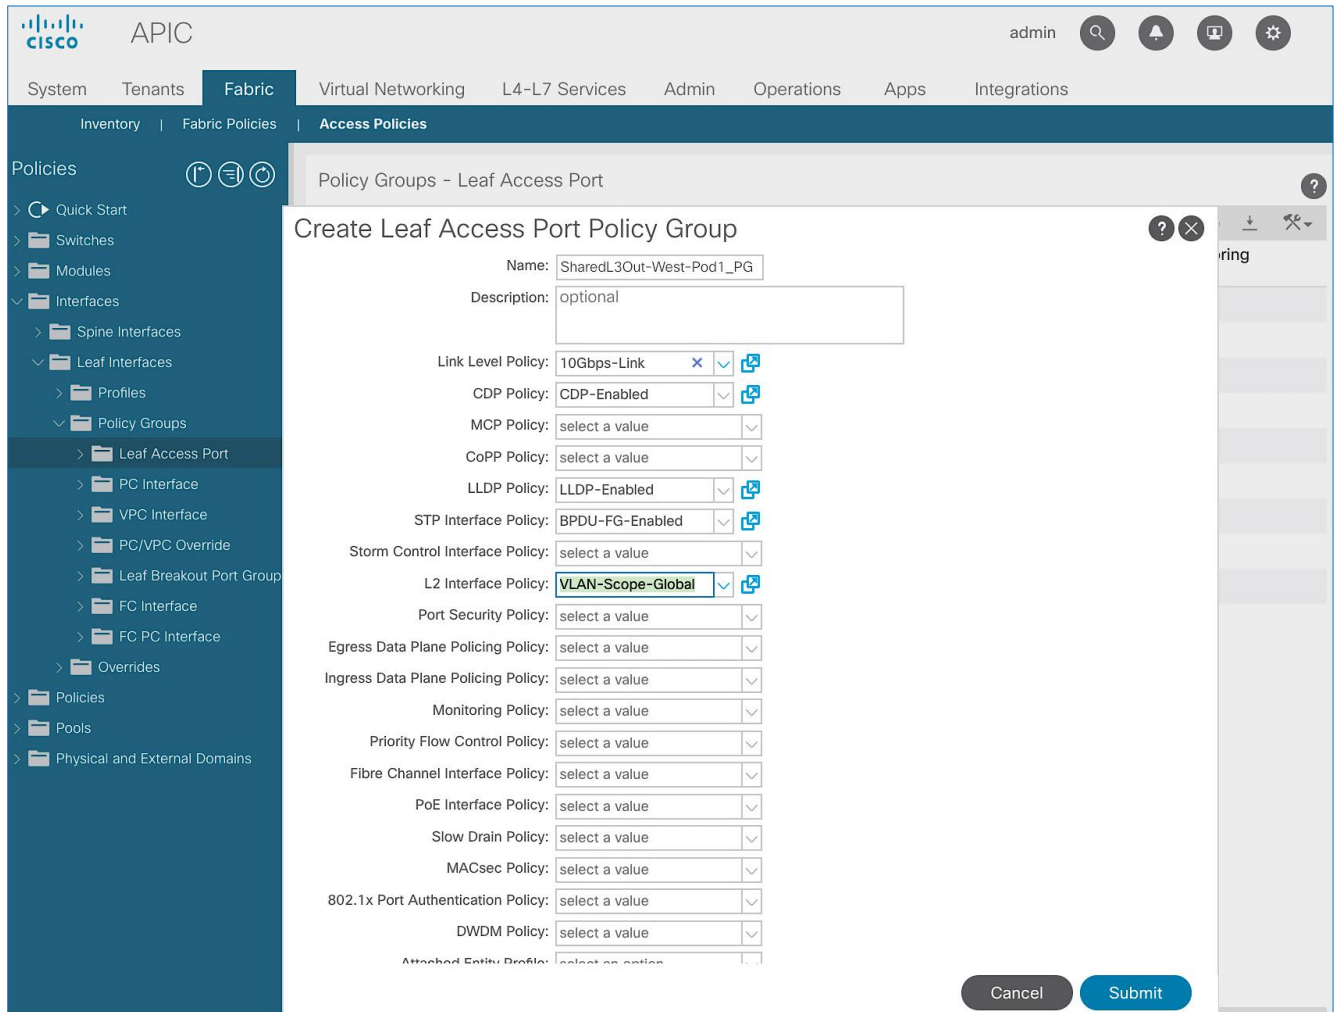 CISCO APIC admin
System Tenants Fabric Virtual Networking L4-L7 Services Admin Operations Apps Integrations
Inventory | Fabric Policies | Access Policies
Policies
Quick Start
Switches
Modules
Interfaces
Spine Interfaces
Leaf Interfaces
Profiles
Policy Groups
Leaf Access Port
PC Interface
VPC Interface
PC/VPC Override
Leaf Breakout Port Group
FC Interface
FC PC Interface
Overrides
Policies
Pools
Physical and External Domains
Policy Groups - Leaf Access Port
?
ring
Create Leaf Access Port Policy Group ?
Name: SharedL3Out-West-Pod1_PG
Description: optional
Link Level Policy: 10Gbps-Link
CDP Policy: CDP-Enabled
MCP Policy: select a value
CoPP Policy: select a value
LLDP Policy: LLDP-Enabled
STP Interface Policy: BPDU-FG-Enabled
Storm Control Interface Policy: select a value
L2 Interface Policy: VLAN-Scope-Global
Port Security Policy: select a value
Egress Data Plane Policing Policy: select a value
Ingress Data Plane Policing Policy: select a value
Monitoring Policy: select a value
Priority Flow Control Policy: select a value
Fibre Channel Interface Policy: select a value
PoE Interface Policy: select a value
Slow Drain Policy: select a value
MACsec Policy: select a value
802.1x Port Authentication Policy: select a value
DWDM Policy: select a value
Attached Entity Profile: select an option
Cancel Submit